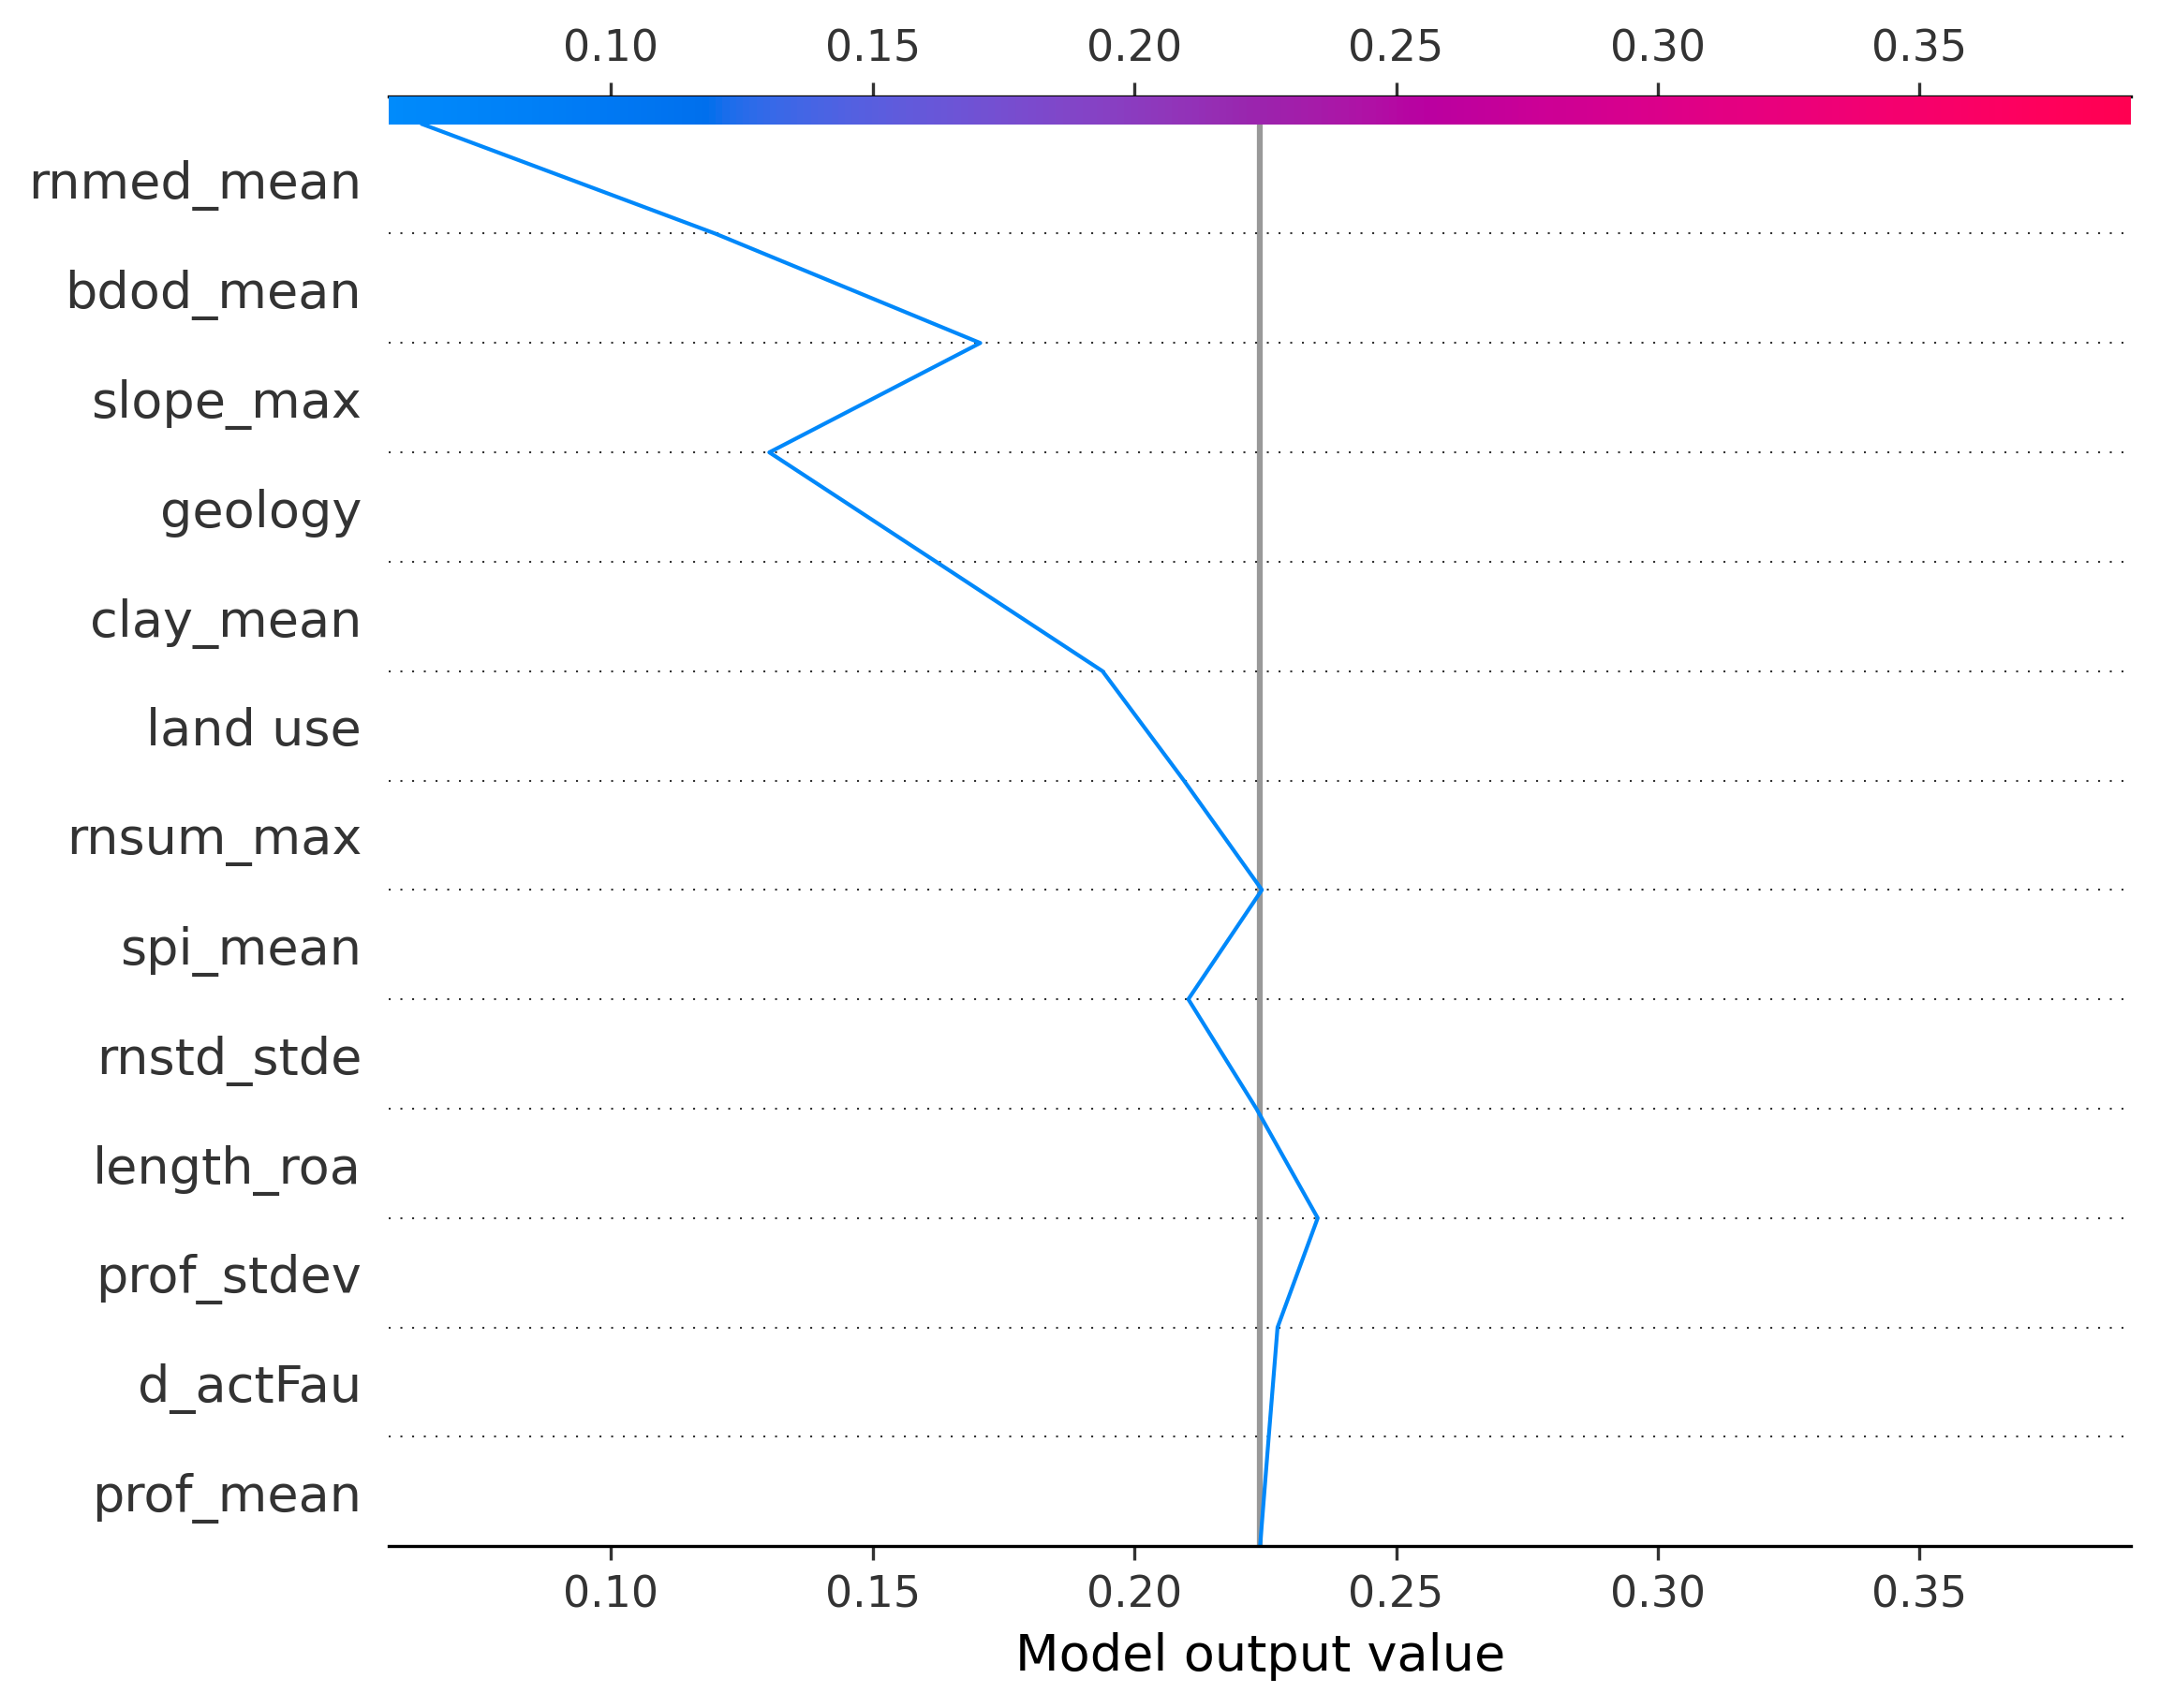 0.10 0.15 0.20 0.25 0.30 0.35
rnmed_mean
bdod_mean
slope_max
geology
clay_mean
land use
rnsum_max
spi_mean
rnstd_stde
length_roa
prof_stdev
d_actFau
prof_mean
0.10 0.15 0.20 0.25 0.30 0.35
Model output value